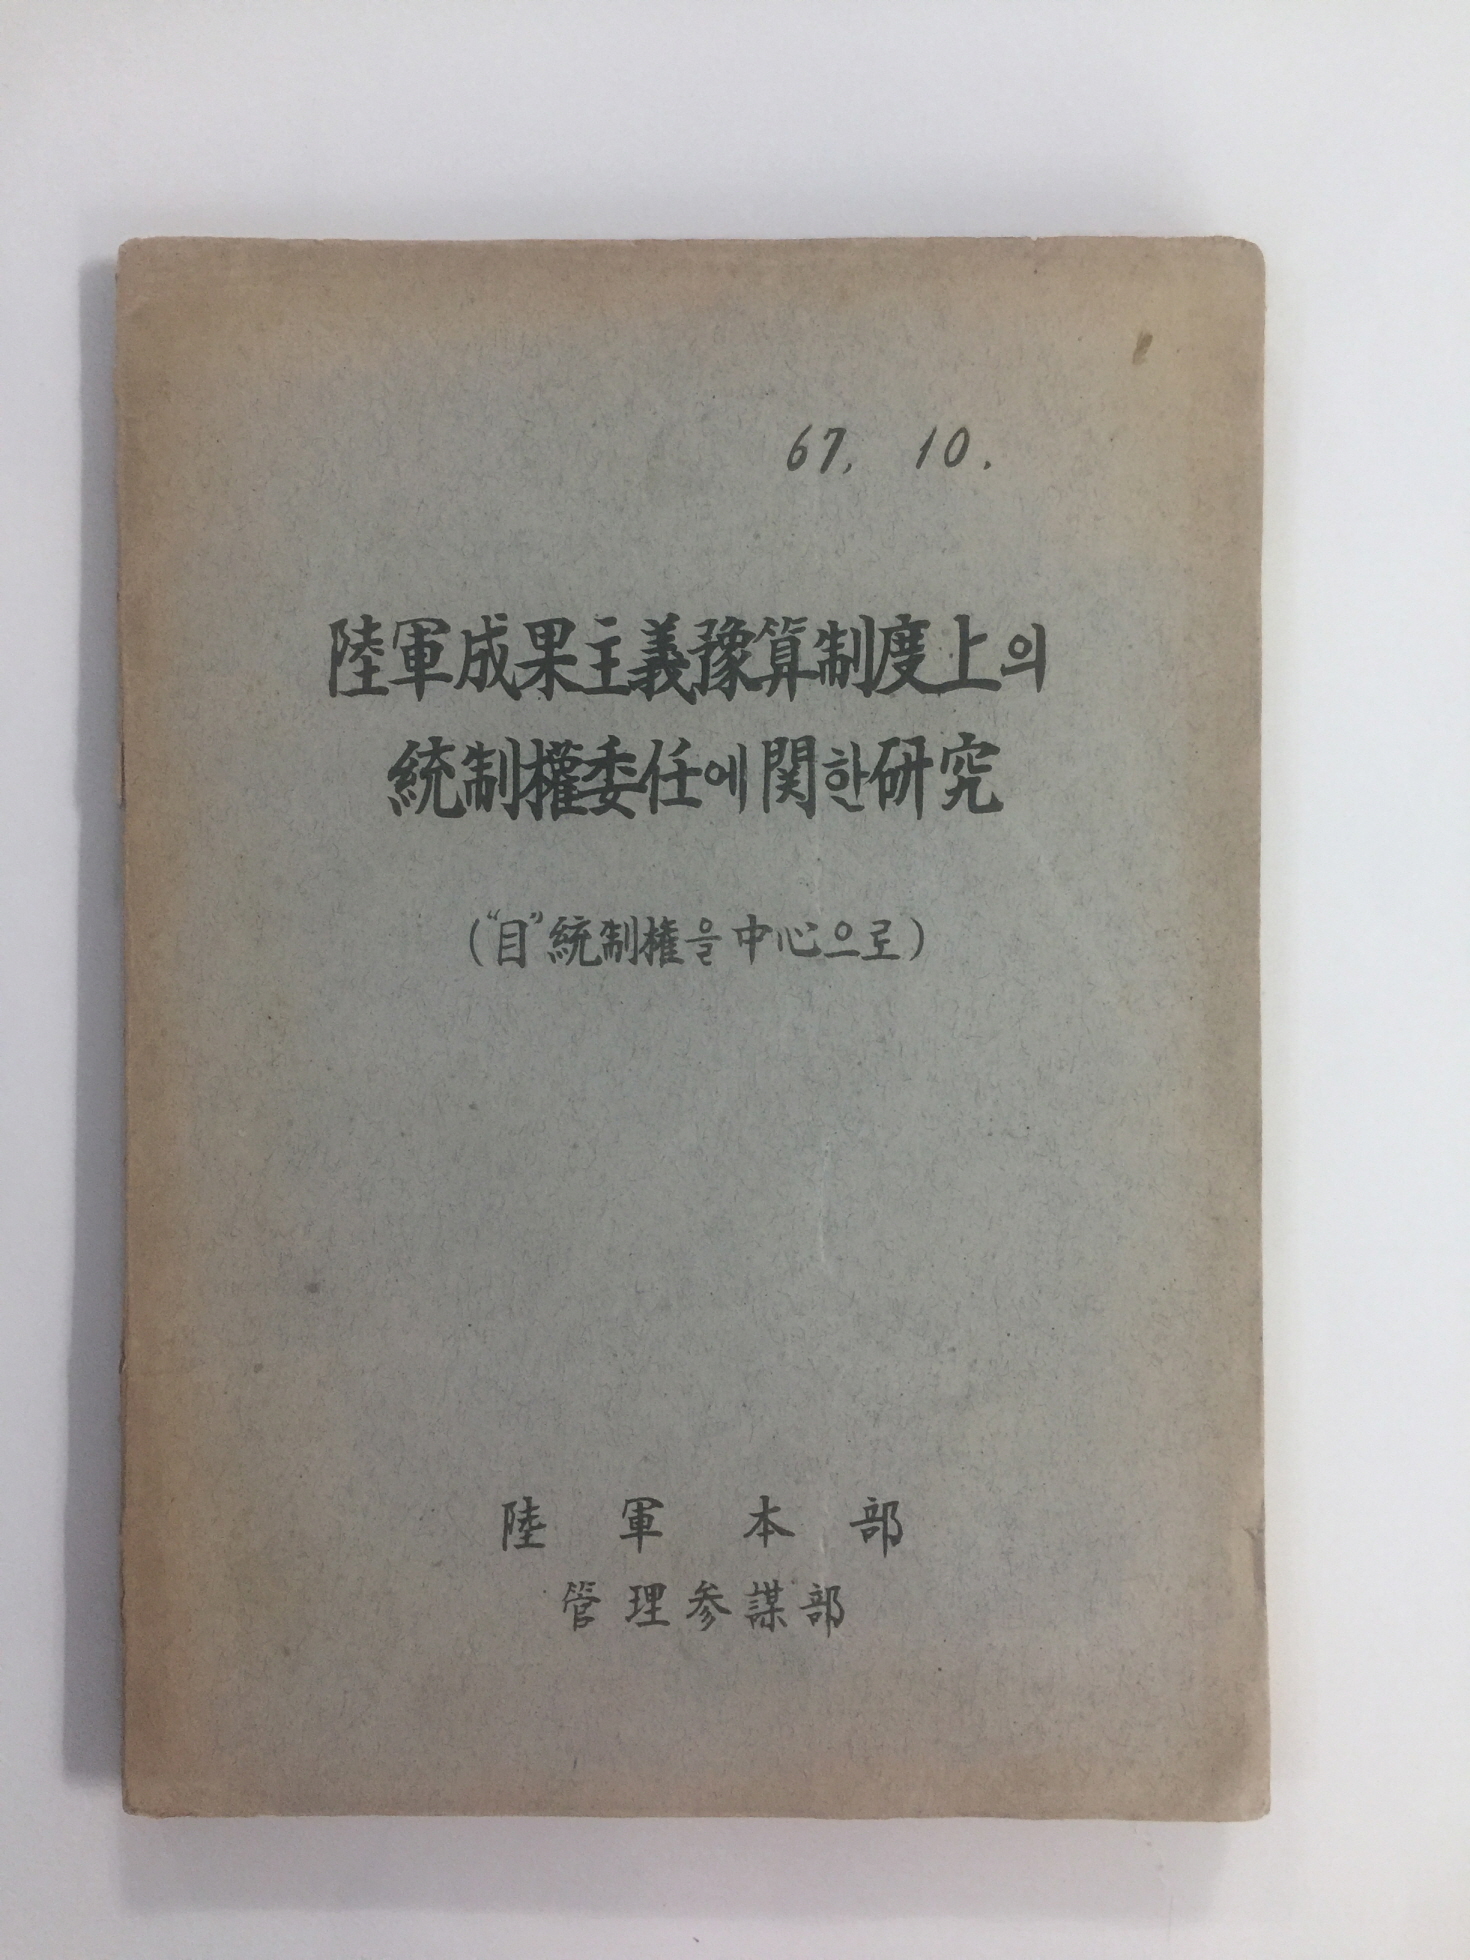 67. 10.
陸軍成果主義豫算制度上의
統制權委任에 関한 研究
(“目” 統制権을 中心으로)
陸軍本部
管理参謀部